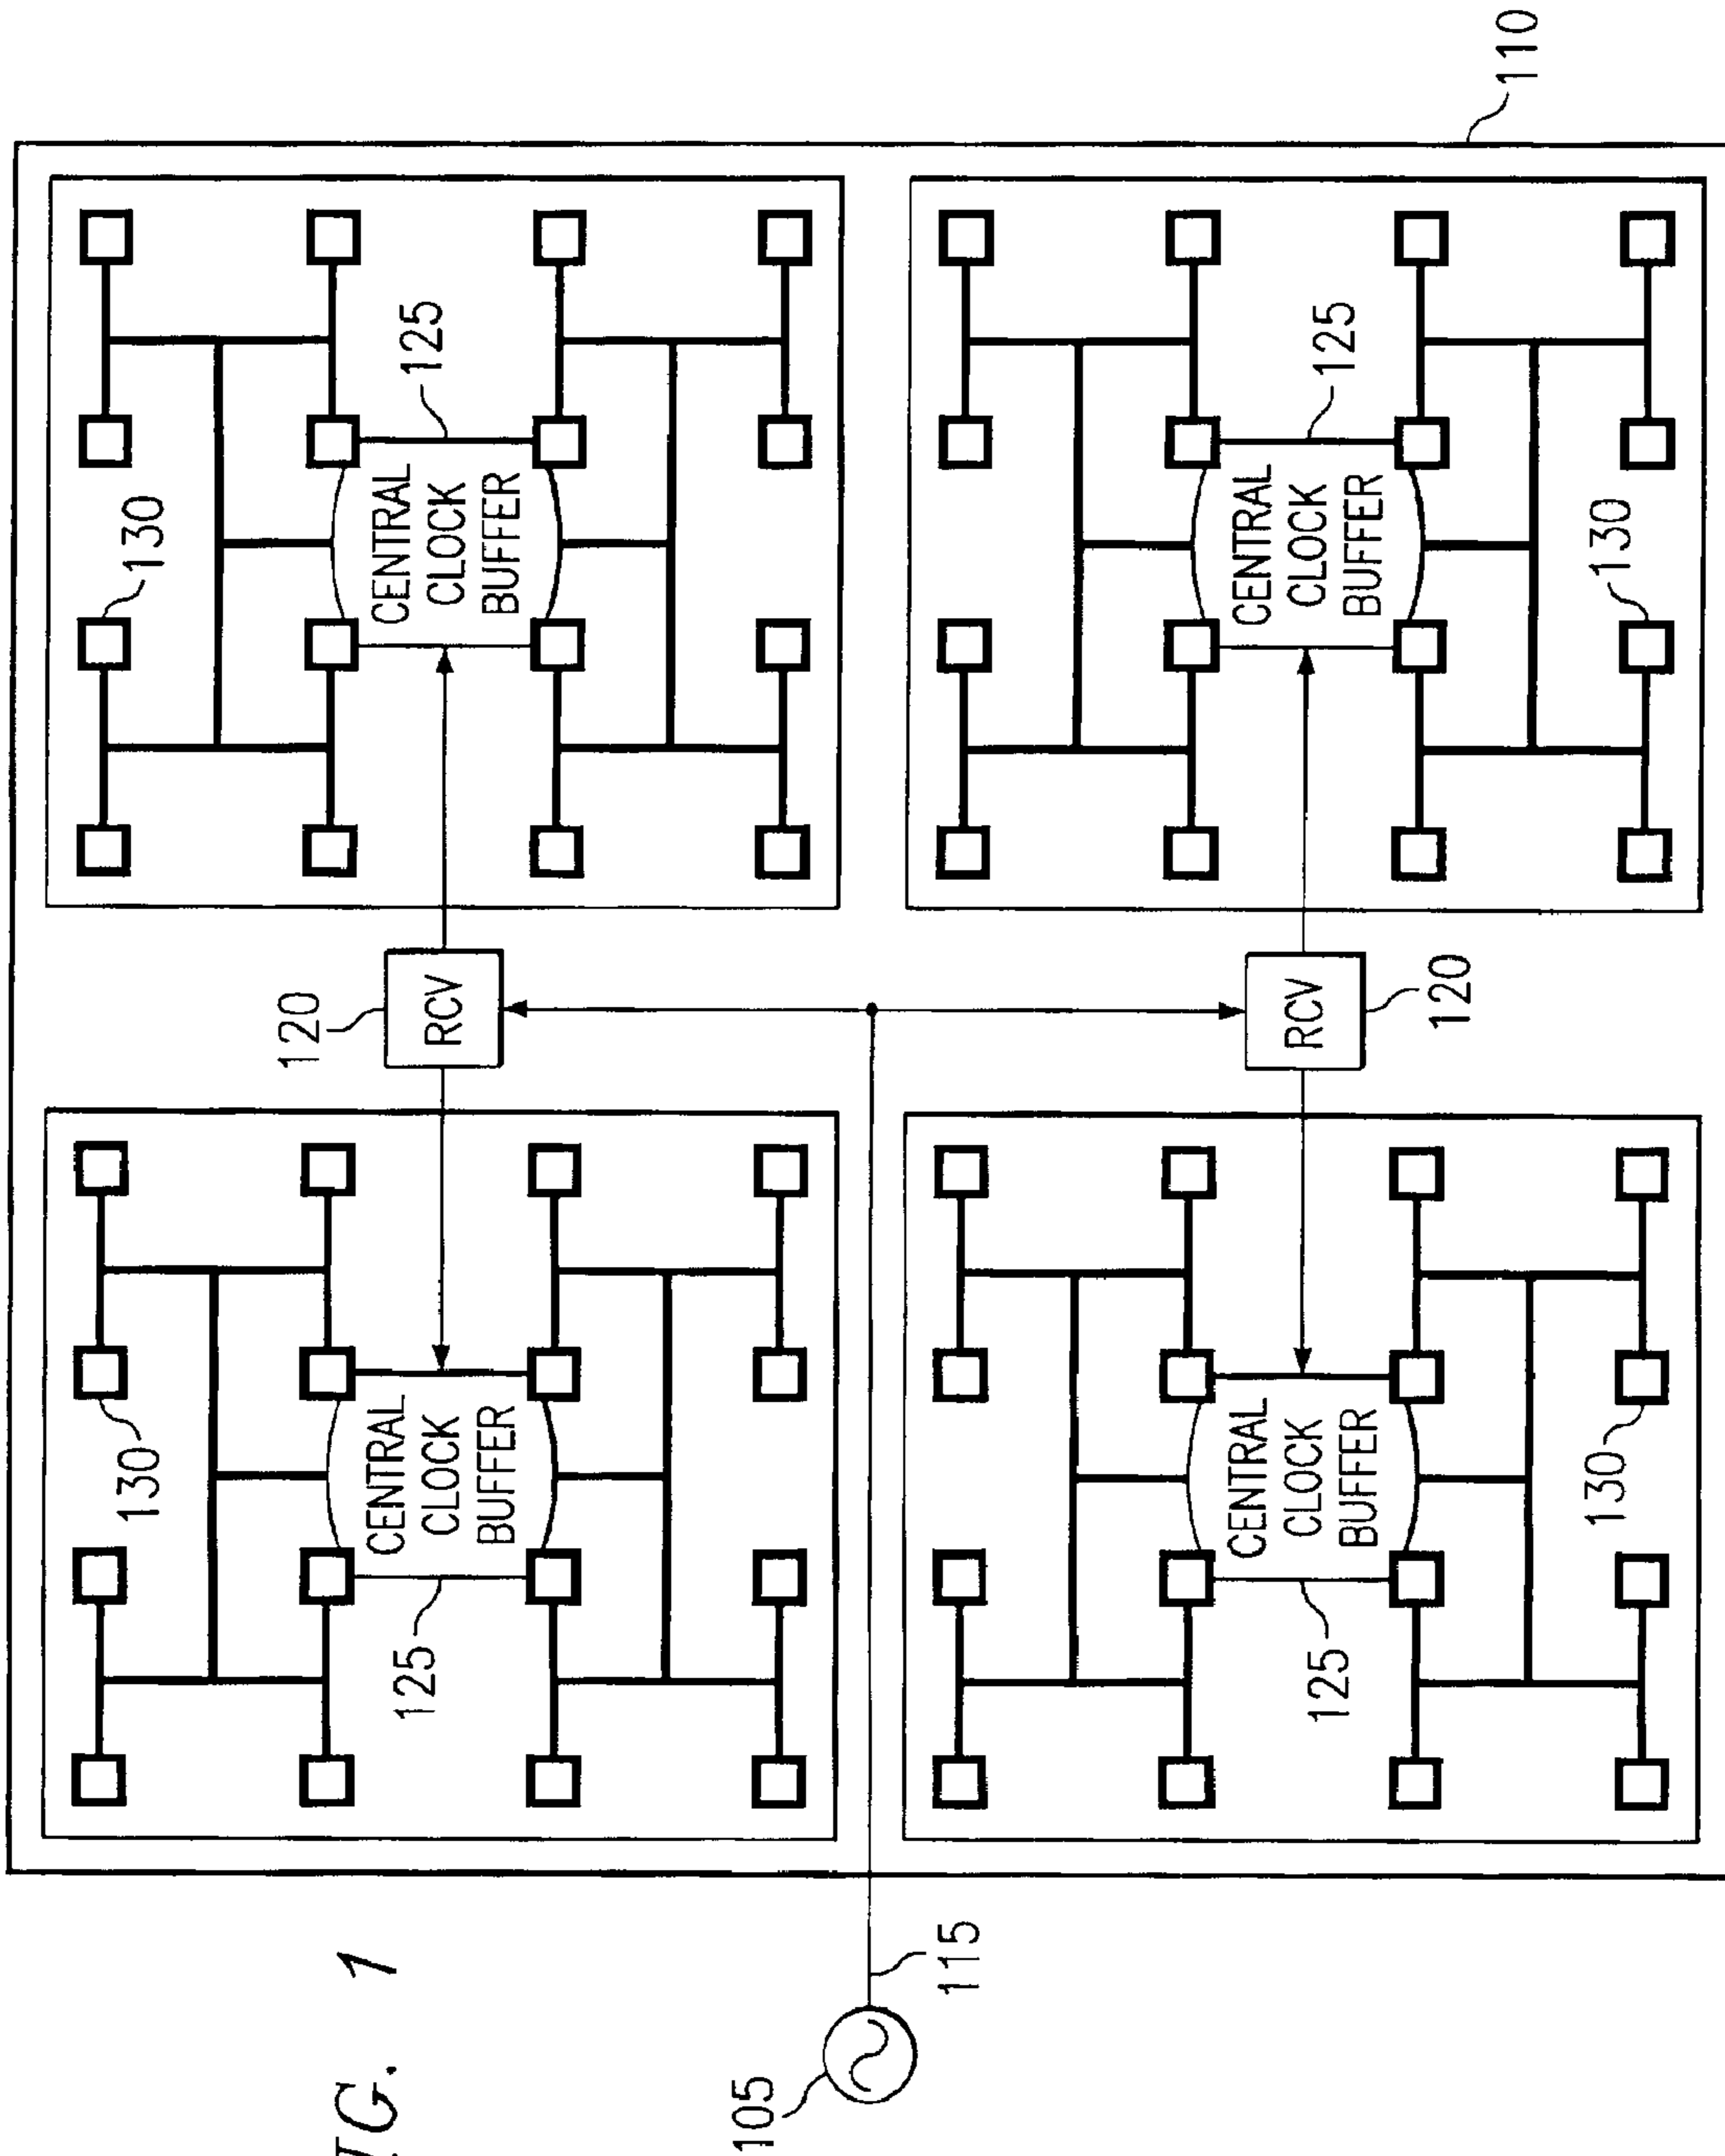 IG. 1
130
130
120
125
CENTRAL
CLOCK
BUFFER
RCV
CENTRAL
CLOCK
BUFFER
125
105
115
125
CENTRAL
CLOCK
BUFFER
RCV
CENTRAL
CLOCK
BUFFER
125
120
110
130
130